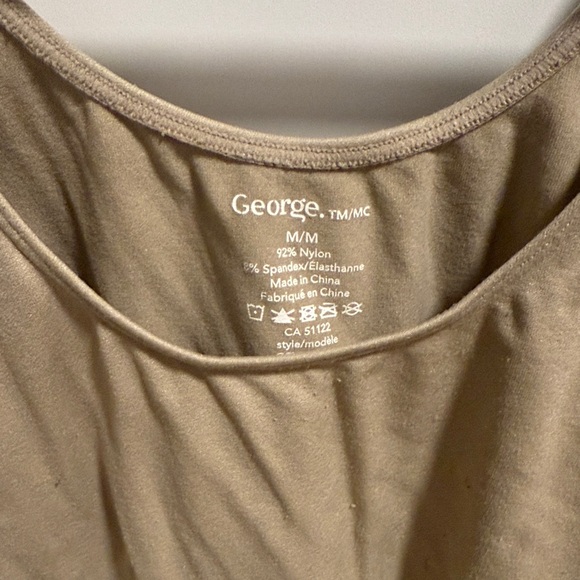 George. TM/MC
M/M
92% Nylon
8% Spandex/Élasthanne
Made in China
Fabriqué en Chine
CA 51122
style/modèle